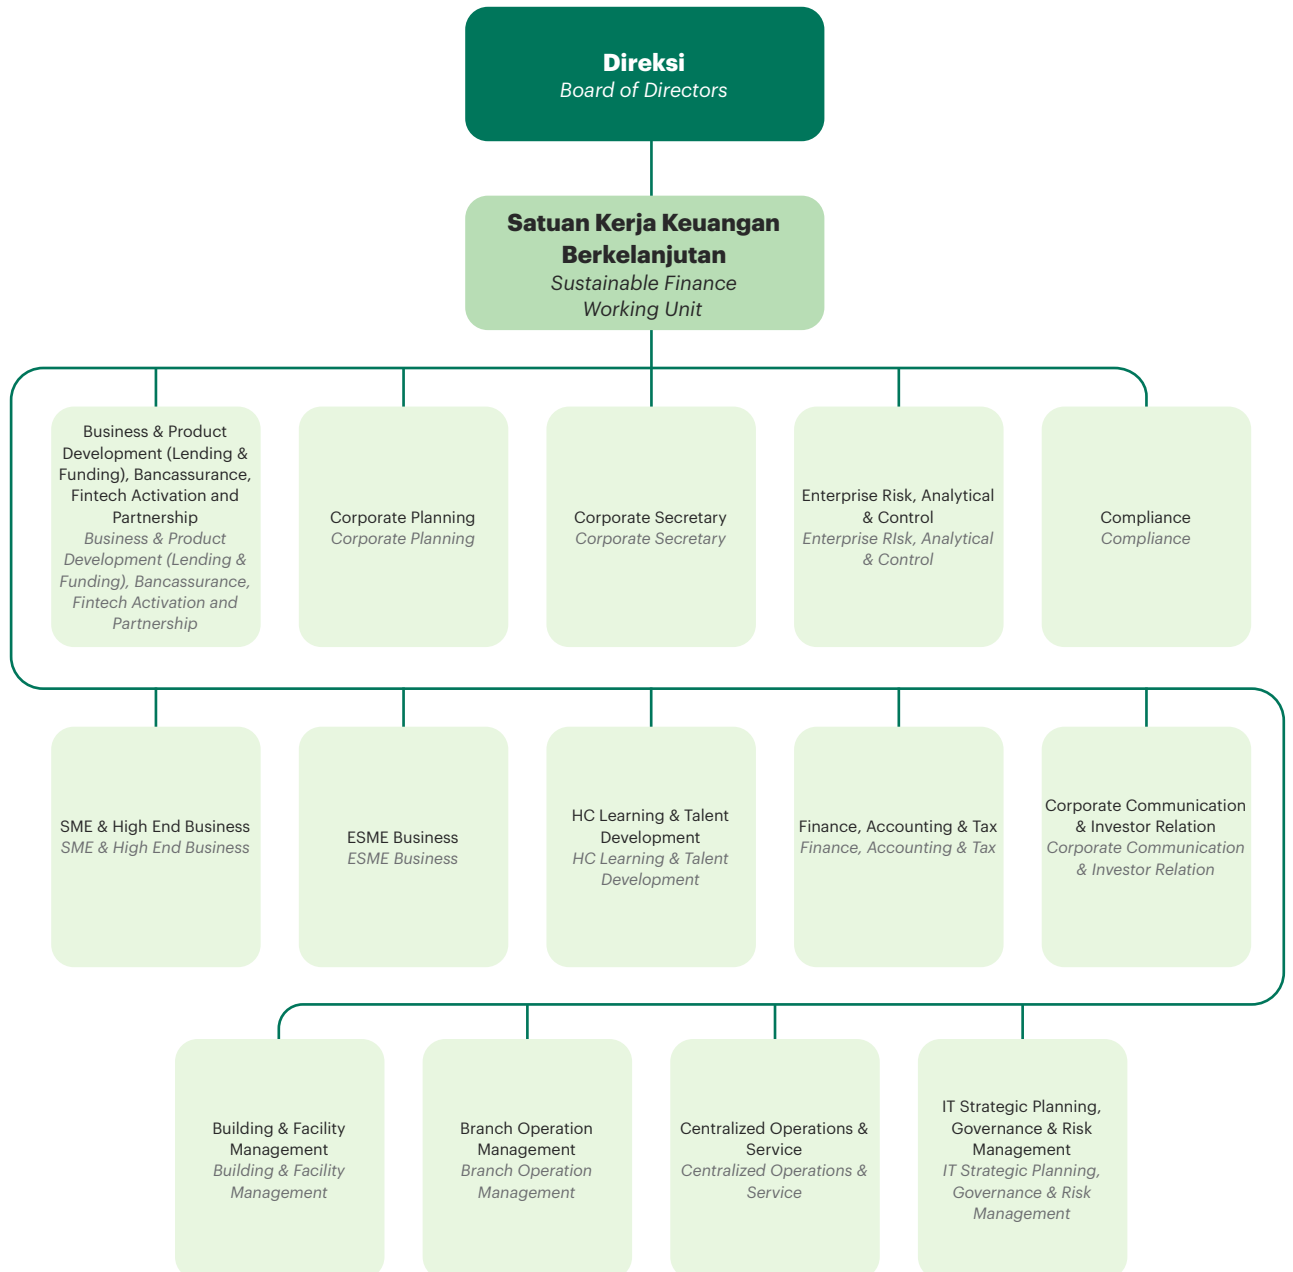 Direksi
Board of Directors
Satuan Kerja Keuangan
Berkelanjutan
Sustainable Finance
Working Unit
Business & Product
Development (Lending &
Funding), Bancassurance,
Fintech Activation and
Partnership
Business & Product
Development (Lending &
Funding), Bancassurance,
Fintech Activation and
Partnership
Corporate Planning
Corporate Planning
Corporate Secretary
Corporate Secretary
Enterprise Risk, Analytical
& Control
Enterprise RIsk, Analytical
& Control
Compliance
Compliance
SME & High End Business
SME & High End Business
ESME Business
ESME Business
HC Learning & Talent
Development
HC Learning & Talent
Development
Finance, Accounting & Tax
Finance, Accounting & Tax
Corporate Communication
& Investor Relation
Corporate Communication
& Investor Relation
Building & Facility
Management
Building & Facility
Management
Branch Operation
Management
Branch Operation
Management
Centralized Operations &
Service
Centralized Operations &
Service
IT Strategic Planning,
Governance & Risk
Management
IT Strategic Planning,
Governance & Risk
Management